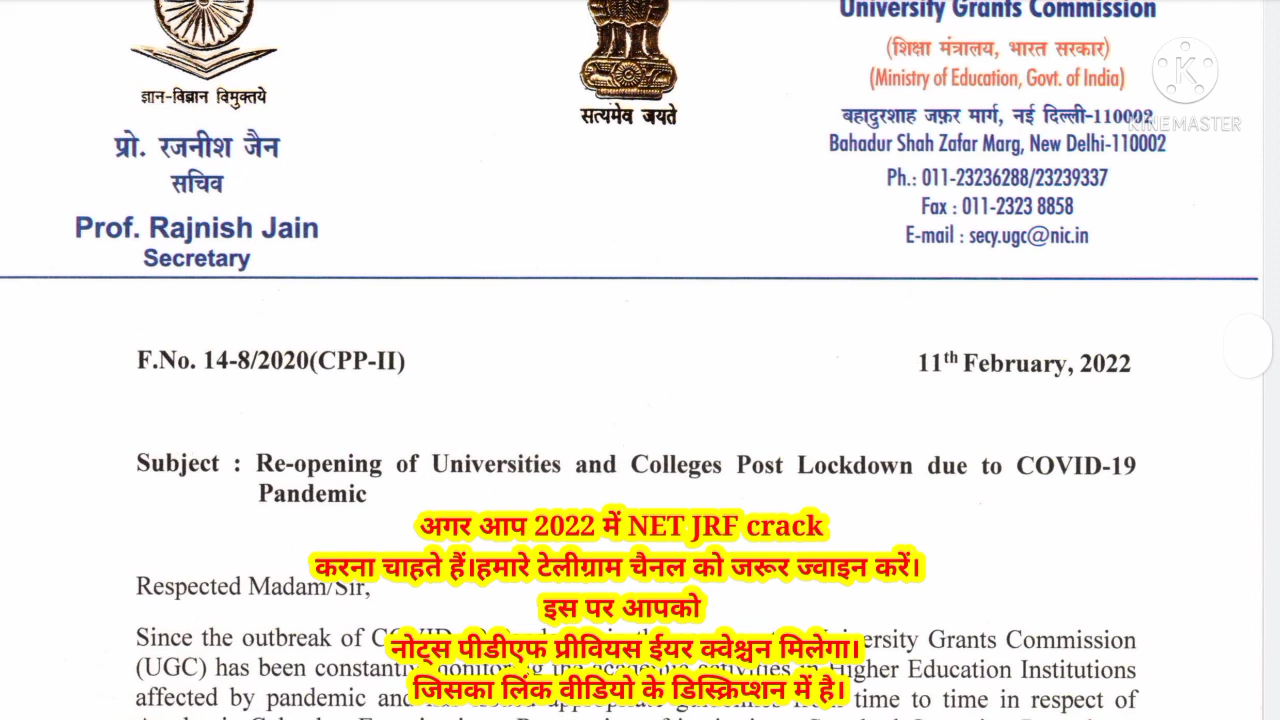 University Grants Commission
(शिक्षा मंत्रालय, भारत सरकार)
(Ministry of Education, Govt. of India)
बहादुरशाह ज़फ़र मार्ग, नई दिल्ली-110002
Bahadur Shah Zafar Marg, New Delhi-110002
Ph.: 011-23236288/23239337
Fax : 011-2323 8858
E-mail : secy.ugc@nic.in
K
KINEMASTER
ज्ञान-विज्ञान विमुक्तये
सत्यमेव जयते
प्रो. रजनीश जैन
सचिव
Prof. Rajnish Jain
Secretary
F.No. 14-8/2020(CPP-II)
11th February, 2022
Subject : Re-opening of Universities and Colleges Post Lockdown due to COVID-19
Pandemic
अगर आप 2022 में NET JRF crack
करना चाहते हैं।हमारे टेलीग्राम चैनल को जरूर ज्वाइन करें।
इस पर आपको
नोट्स पीडीएफ प्रीवियस ईयर क्वेश्चन मिलेगा।
जिसका लिंक वीडियो के डिस्क्रिप्शन में है।
Respected Madam/Sir,
Since the outbreak of University Grants Commission
(UGC) has been constantly monitoring the academic activities in Higher Education Institutions
affected by pandemic and time to time in respect of